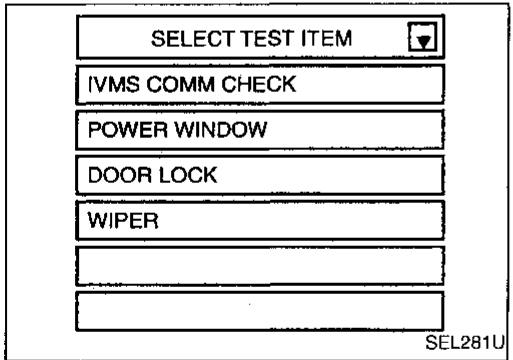 SELECT TEST ITEM
IVMS COMM CHECK
POWER WINDOW
DOOR LOCK
WIPER
SEL281U